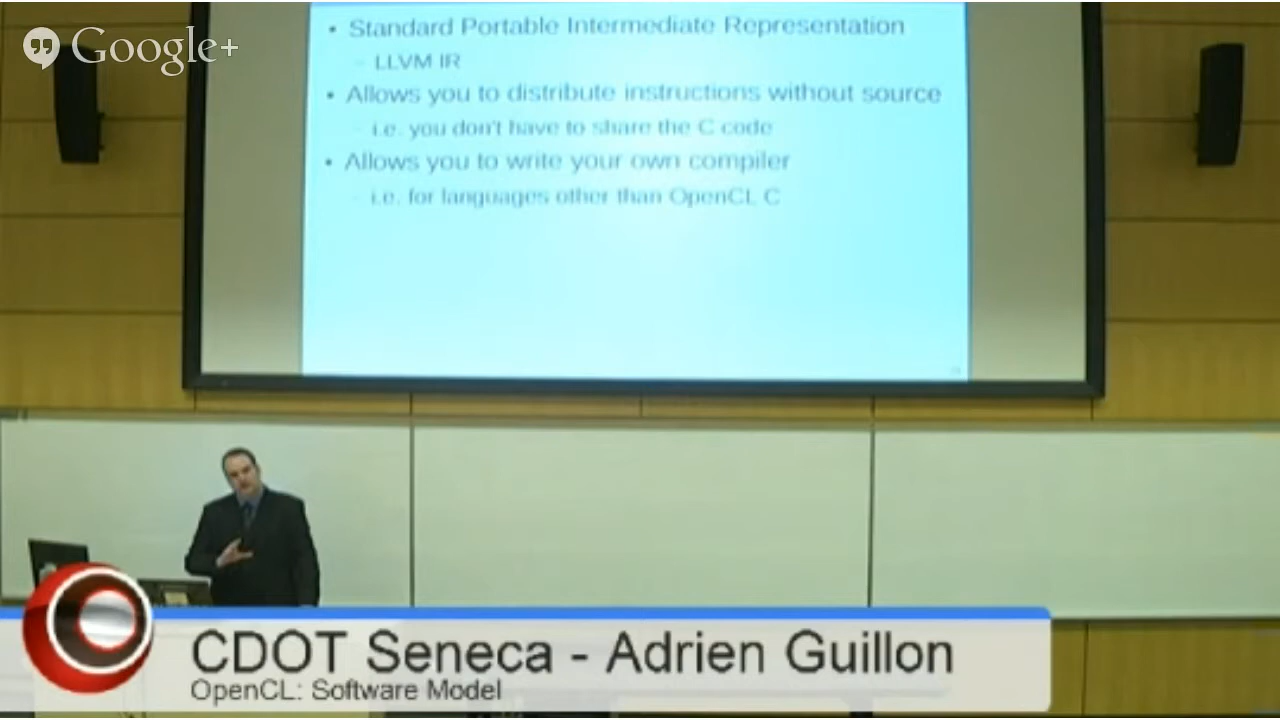 Google+
• Standard Portable Intermediate Representation
– LLVM IR
• Allows you to distribute instructions without source
– i.e. you don't have to share the C code
• Allows you to write your own compiler
– i.e. for languages other than OpenCL C
CDOT Seneca - Adrien Guillon
OpenCL: Software Model